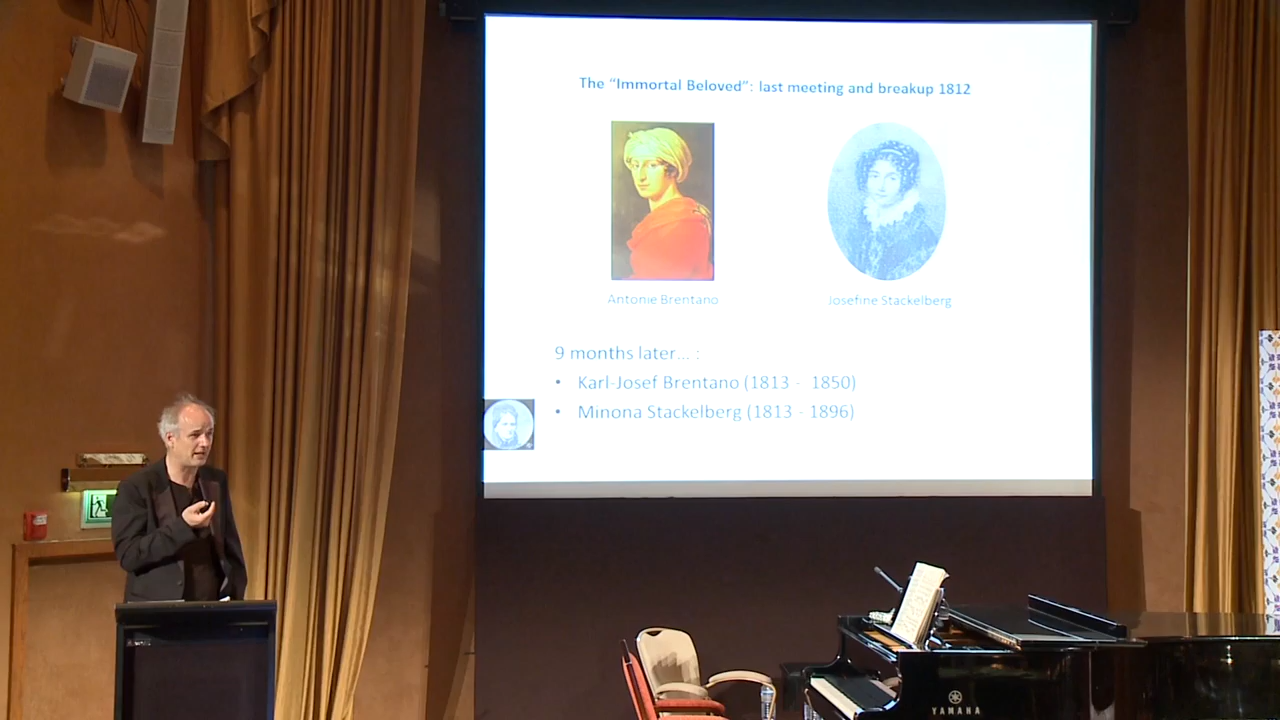 The “Immortal Beloved”: last meeting and breakup 1812
Antonie Brentano
Josefine Stackelberg
9 months later... :
• Karl-Josef Brentano (1813 - 1850)
• Minona Stackelberg (1813 - 1896)
YAMAHA